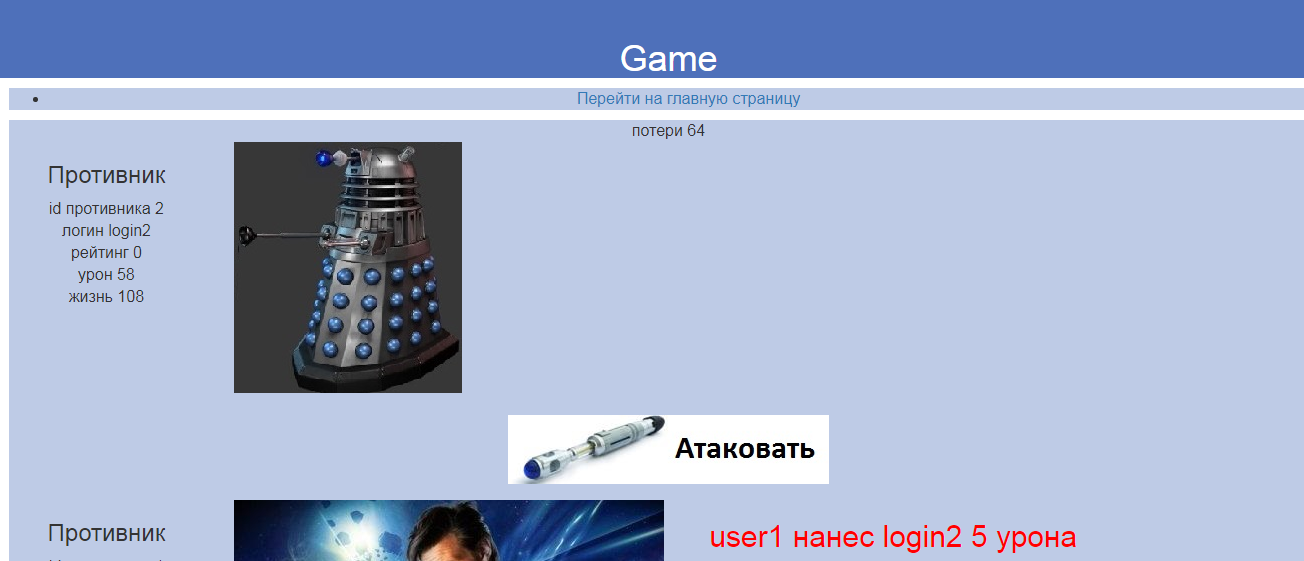 Game
Перейти на главную страницу
потери 64
Противник
id противника 2
логин login2
рейтинг 0
урон 58
жизнь 108
Атаковать
Противник
user1 нанес login2 5 урона